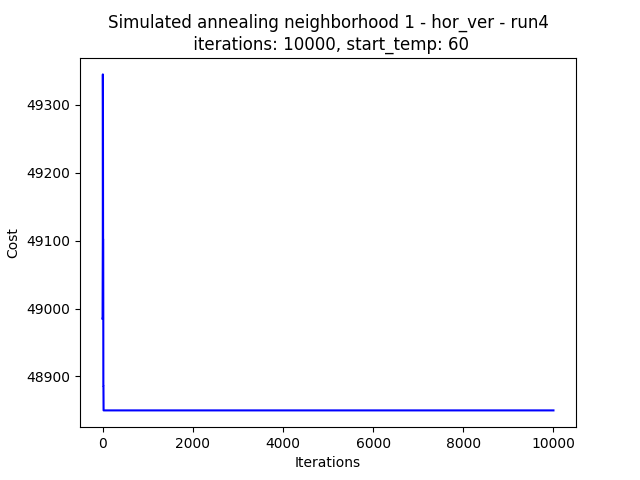 Simulated annealing neighborhood 1 - hor_ver - run4
iterations: 10000, start_temp: 60
49300
49200
49100
49000
48900
Cost
0
2000
4000
6000
8000
10000
Iterations